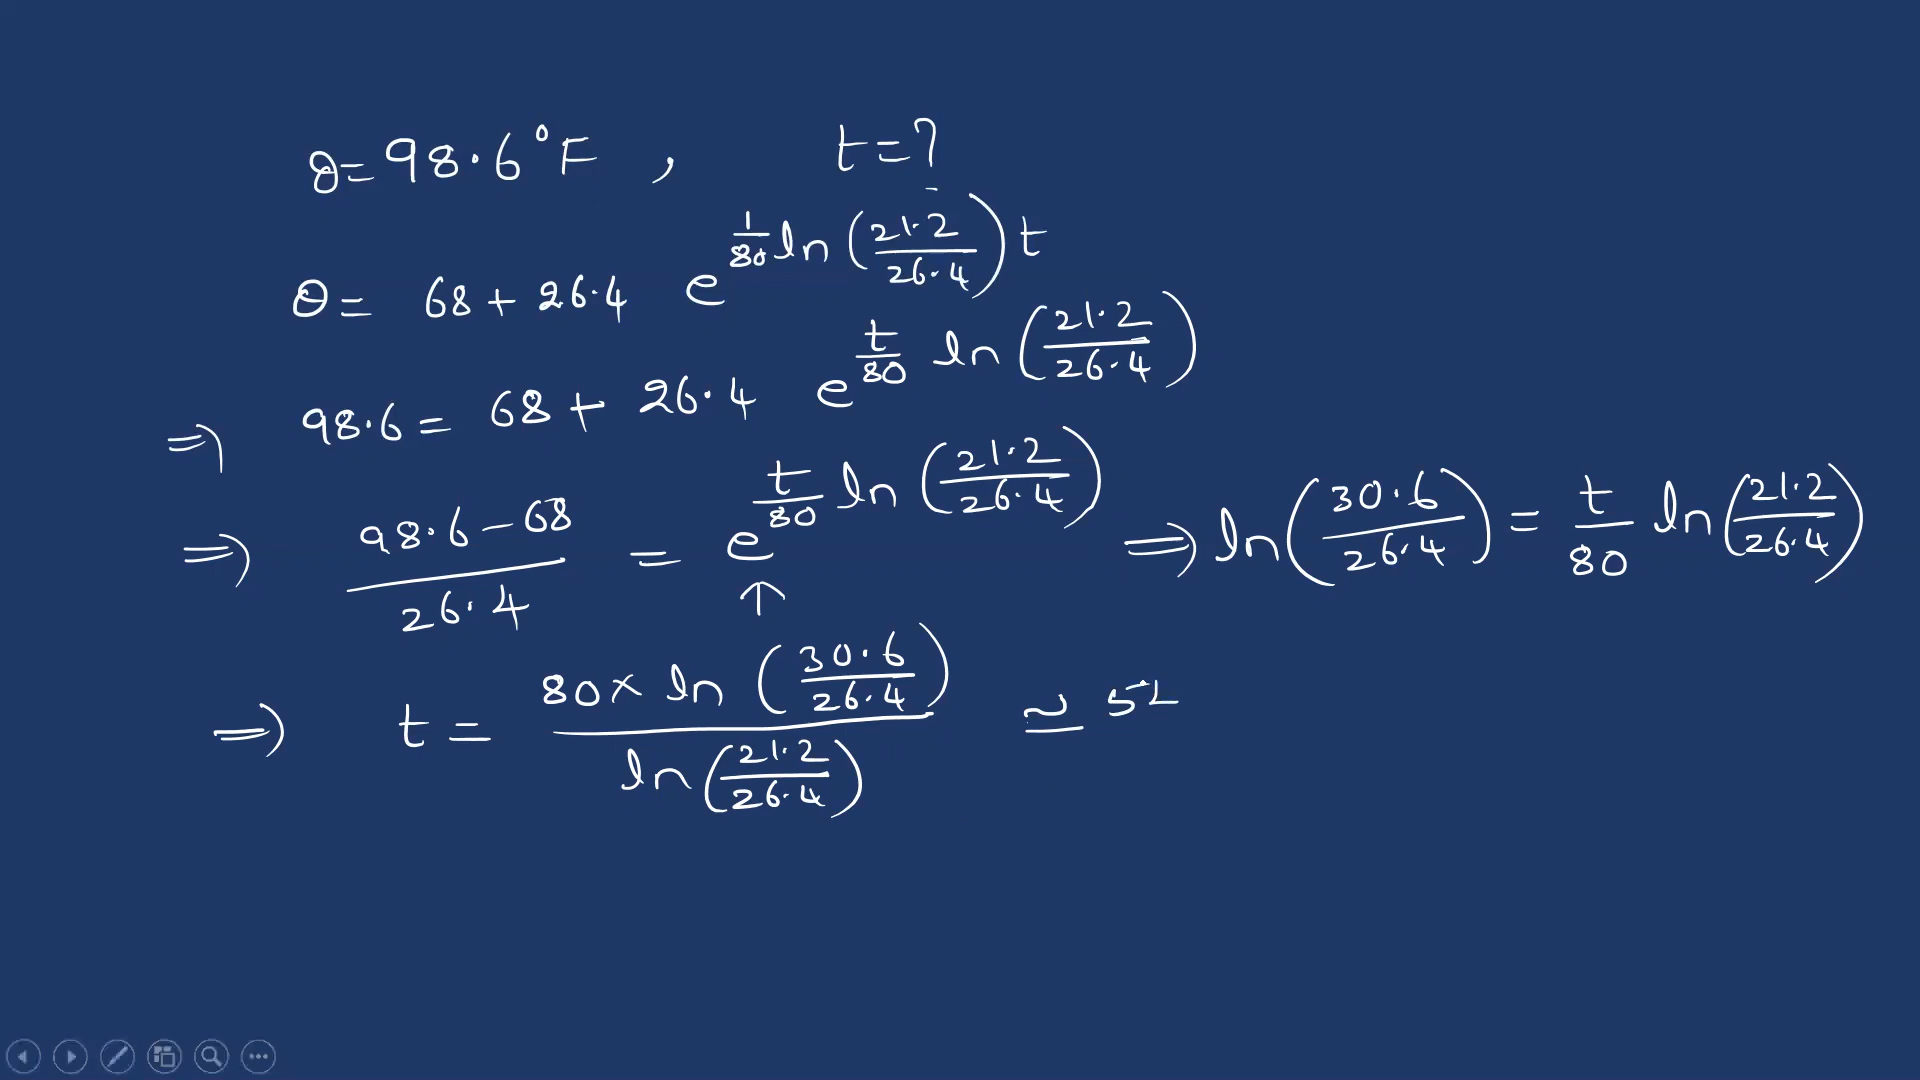 θ = 98.6°F , t = ?
θ = 68 + 26.4 e^(1/80 ln (21.2/26.4) t)
⇒ 98.6 = 68 + 26.4 e^(t/80 ln (21.2/26.4))
⇒ (98.6 − 68)/26.4 = e^(t/80 ln (21.2/26.4)) ⇒ ln (30.6/26.4) = t/80 ln (21.2/26.4)
↑
⇒ t = (80 × ln (30.6/26.4))/(ln (21.2/26.4)) ≃